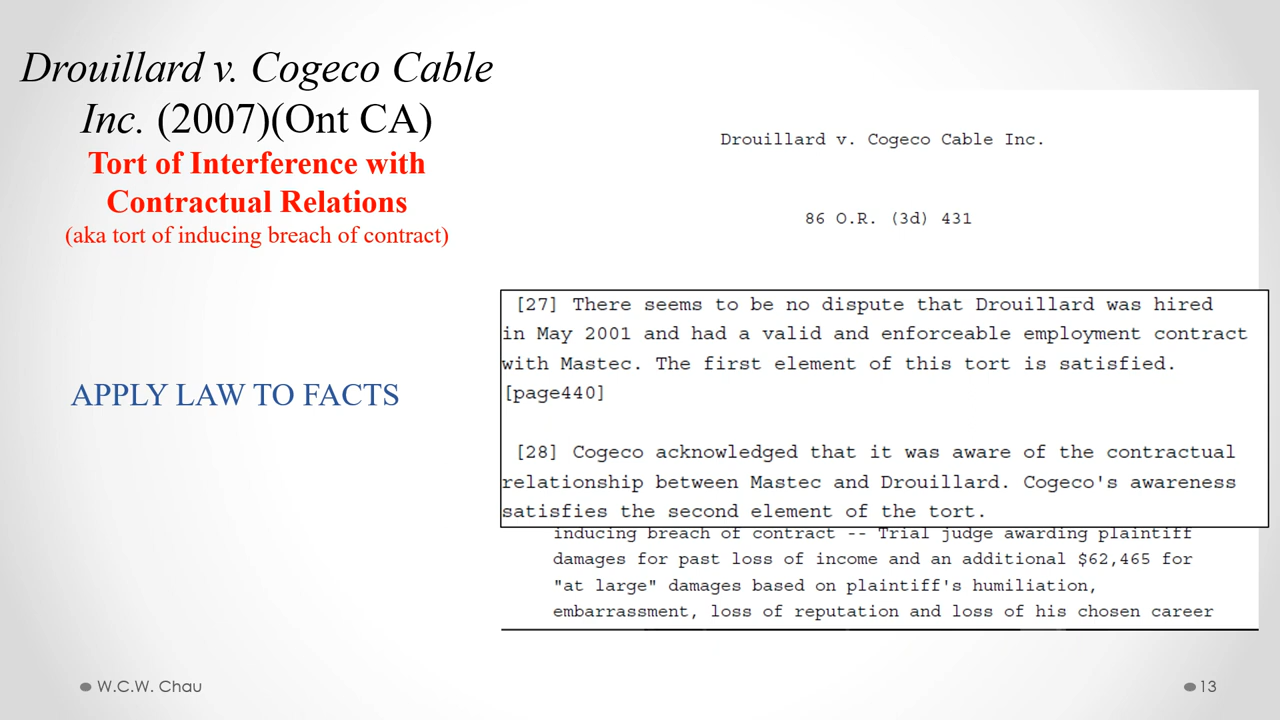 Drouillard v. Cogeco Cable
Inc. (2007)(Ont CA)
Tort of Interference with
Contractual Relations
(aka tort of inducing breach of contract)
APPLY LAW TO FACTS
Drouillard v. Cogeco Cable Inc.
86 O.R. (3d) 431
[27] There seems to be no dispute that Drouillard was hired
in May 2001 and had a valid and enforceable employment contract
with Mastec. The first element of this tort is satisfied.
[page440]
[28] Cogeco acknowledged that it was aware of the contractual
relationship between Mastec and Drouillard. Cogeco's awareness
satisfies the second element of the tort.
inducing breach of contract -- Trial judge awarding plaintiff
damages for past loss of income and an additional $62,465 for
"at large" damages based on plaintiff's humiliation,
embarrassment, loss of reputation and loss of his chosen career
W.C.W. Chau
13